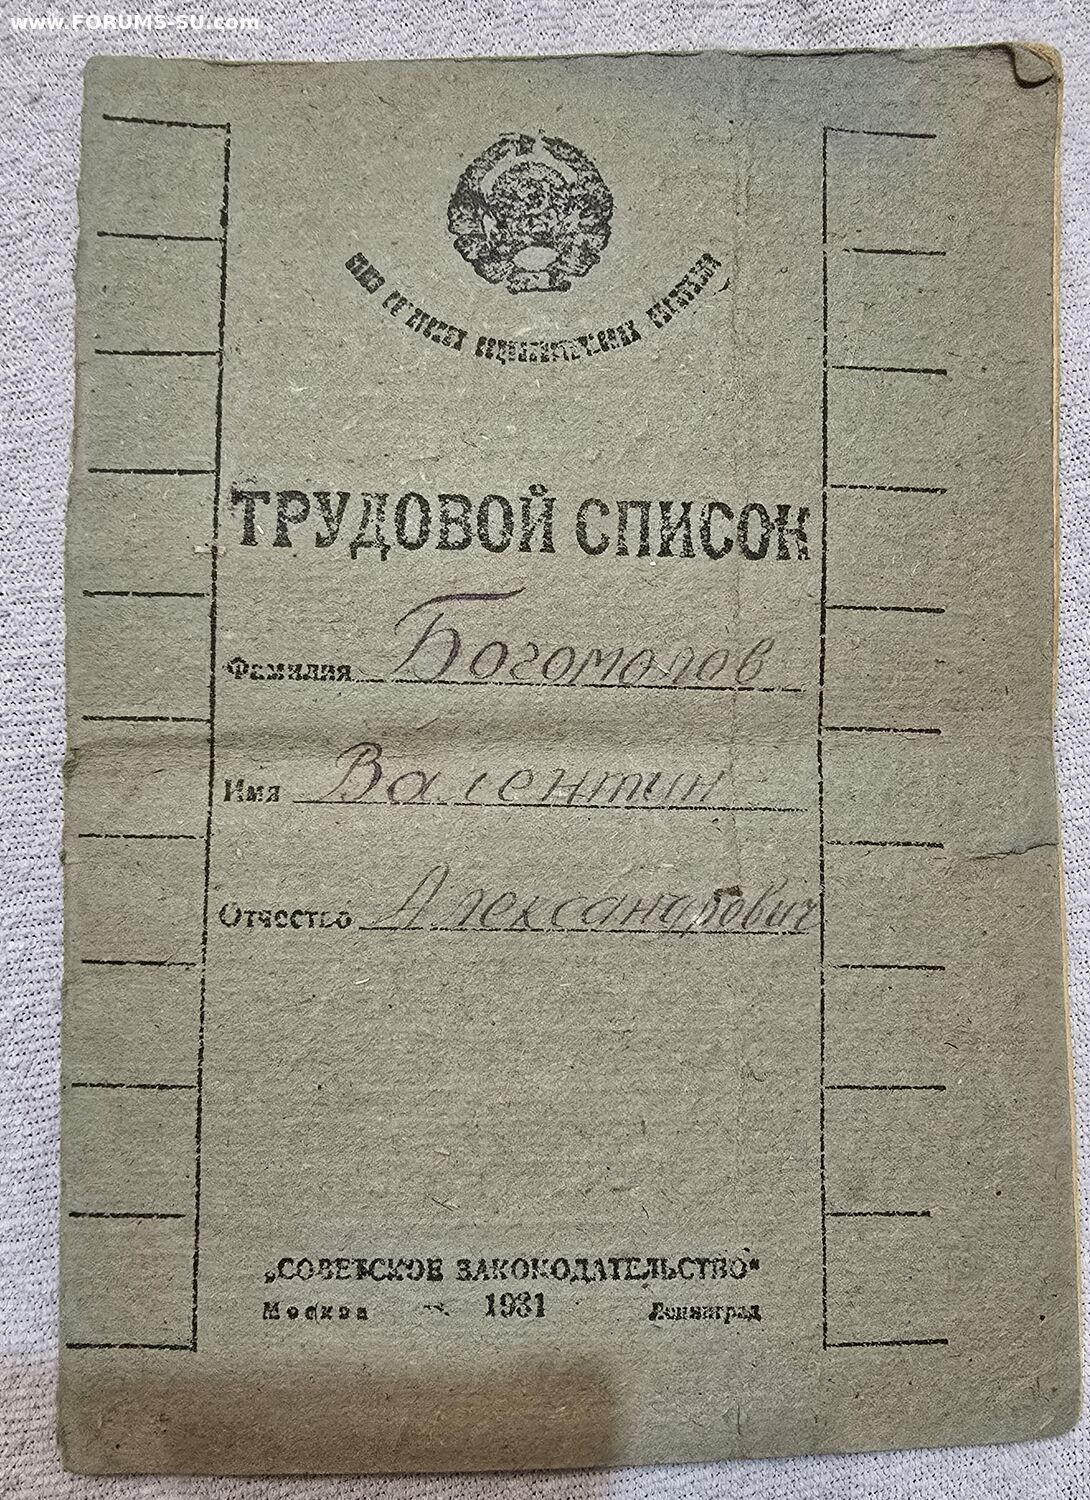 www.FORUMS-SU.com
ТРУДОВОЙ СПИСОК
Фамилия Богомолов
Имя Валентин
Отчество Александрович
„СОВЕТСКОЕ ЗАКОНОДАТЕЛЬСТВО"
Москва — 1931 Ленинград